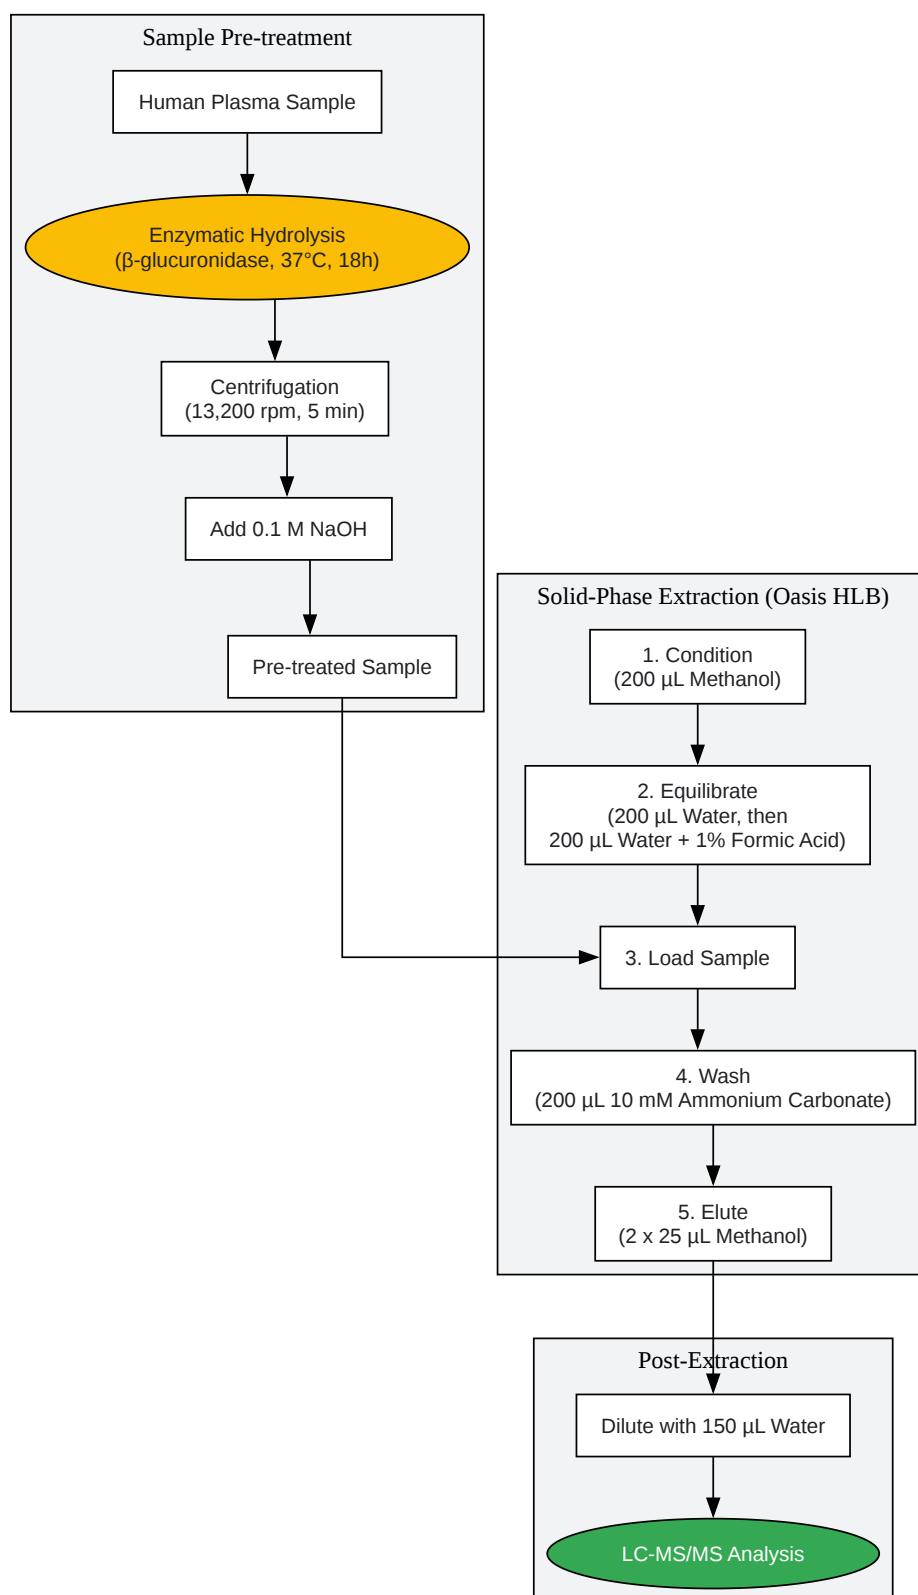 Sample Pre-treatment
Human Plasma Sample
Enzymatic Hydrolysis
(β-glucuronidase, 37°C, 18h)
Centrifugation
(13,200 rpm, 5 min)
Add 0.1 M NaOH
Pre-treated Sample
Solid-Phase Extraction (Oasis HLB)
1. Condition
(200 µL Methanol)
2. Equilibrate
(200 µL Water, then
200 µL Water + 1% Formic Acid)
3. Load Sample
4. Wash
(200 µL 10 mM Ammonium Carbonate)
5. Elute
(2 x 25 µL Methanol)
Post-Extraction
Dilute with 150 µL Water
LC-MS/MS Analysis